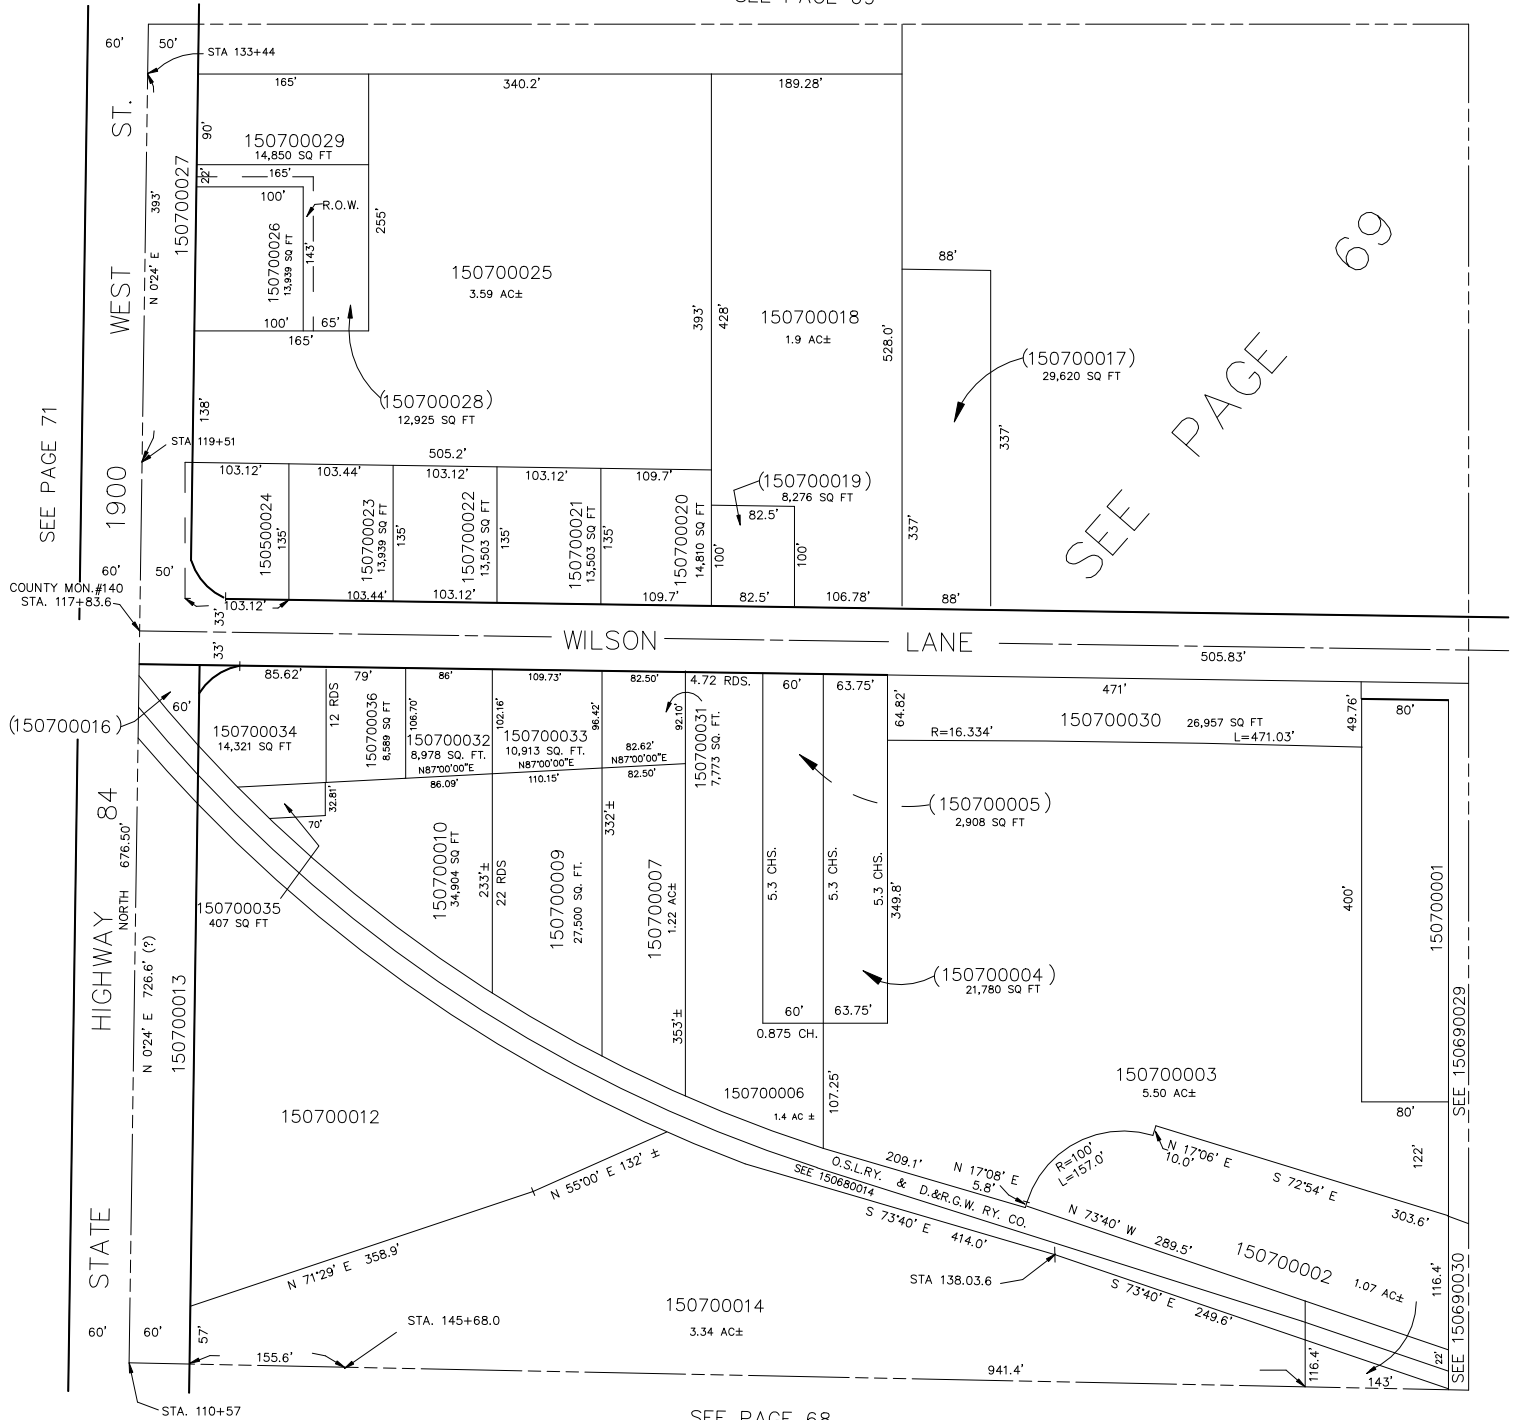 60'
50'
STA 133+44
165'
340.2'
189.28'
ST.
90'
150700029
14,850 SQ FT
150700027
22'
165'
100'
R.O.W.
393'
N 0°24' E
150700026
13,939 SQ FT
143'
255'
WEST
150700025
3.59 AC±
88'
69
100'
65'
165'
393'
428'
150700018
1.9 AC±
528.0'
(150700017)
29,620 SQ FT
PAGE
138'
(150700028)
12,925 SQ FT
SEE PAGE 71
STA 119+51
337'
505.2'
103.12'
103.44'
103.12'
103.12'
109.7'
1900
150500024
135'
150700023
13,939 SQ FT
135'
150700022
13,503 SQ FT
135'
150700021
13,503 SQ FT
135'
150700020
14,810 SQ FT
100'
(150700019)
8,276 SQ FT
82.5'
100'
337'
SEE
60'
50'
COUNTY MON.#140
STA. 117+83.6
33'
103.12'
103.44'
103.12'
109.7'
82.5'
106.78'
88'
WILSON LANE
33'
505.83'
85.62'
79'
86'
109.73'
82.50'
4.72 RDS.
60'
63.75'
471'
60'
(150700016)
150700034
14,321 SQ FT
12 RDS
150700036
8,589 SQ FT
106.70'
150700032
8,978 SQ. FT.
N87°00'00"E
86.09'
102.16'
150700033
10,913 SQ. FT.
N87°00'00"E
110.15'
96.42'
82.62'
N87°00'00"E
82.50'
92.10'
150700031
7,773 SQ. FT.
64.82'
R=16.334'
150700030
26,957 SQ FT
L=471.03'
49.76'
80'
32.81'
70'
(150700005)
2,908 SQ FT
84
NORTH 676.50'
150700035
407 SQ FT
150700010
34,904 SQ FT
233'±
22 RDS
150700009
27,500 SQ. FT.
332'±
150700007
1.22 AC±
5.3 CHS.
5.3 CHS.
5.3 CHS.
349.8'
400'
150700001
HIGHWAY
N 0°24' E 726.6' (?)
150700013
(150700004)
21,780 SQ FT
353'±
60'
63.75'
0.875 CH.
SEE 150690029
150700006
1.4 AC ±
107.25'
150700003
5.50 AC±
80'
150700012
122'
N 55°00' E 132' ±
O.S.L.RY. & D.&R.G.W. RY. CO.
SEE 150680014
209.1'
N 17°08' E
5.8'
R=100'
L=157.0'
N 17°06' E
10.0'
S 72°54' E
303.6'
STATE
N 71°29' E 358.9'
S 73°40' E 414.0'
N 73°40' W 289.5'
150700002
1.07 AC±
116.4'
SEE 150690030
STA 138.03.6
S 73°40' E 249.6'
60'
60'
57'
STA. 145+68.0
150700014
3.34 AC±
155.6'
941.4'
116.4'
22'
143'
STA. 110+57